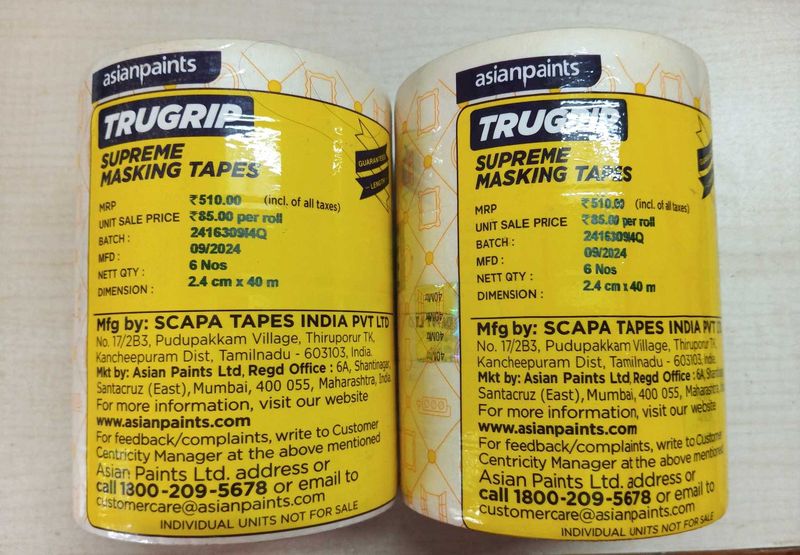 asianpaints
TRUGRIP
SUPREME
MASKING TAPES
GUARANTEED
LENGTH
MRP ₹510.00 (incl. of all taxes)
UNIT SALE PRICE ₹85.00 per roll
BATCH : 241630914Q
MFD : 09/2024
NETT QTY : 6 Nos
DIMENSION : 2.4 cm x 40 m
Mfg by: SCAPA TAPES INDIA PVT LTD
No. 17/2B3, Pudupakkam Village, Thiruporur TK,
Kancheepuram Dist, Tamilnadu - 603103, India.
Mkt by: Asian Paints Ltd, Regd Office : 6A, Shantinagar,
Santacruz (East), Mumbai, 400 055, Maharashtra, India
For more information, visit our website
www.asianpaints.com
For feedback/complaints, write to Customer
Centricity Manager at the above mentioned
Asian Paints Ltd. address or
call 1800-209-5678 or email to
customercare@asianpaints.com
INDIVIDUAL UNITS NOT FOR SALE
asianpaints
TRUGRIP
SUPREME
MASKING TAPES
MRP ₹510.00 (incl. of all taxes)
UNIT SALE PRICE ₹85.00 per roll
BATCH : 241630914Q
MFD : 09/2024
NETT QTY : 6 Nos
DIMENSION : 2.4 cm x 40 m
40M
40M
40M
Mfg by: SCAPA TAPES INDIA PVT LTD
No. 17/2B3, Pudupakkam Village, Thiruporur TK,
Kancheepuram Dist, Tamilnadu - 603103, India.
Mkt by: Asian Paints Ltd, Regd Office : 6A,
Santacruz (East), Mumbai, 400 055, Maharashtra,
For more information, visit our website
www.asianpaints.com
For feedback/complaints, write to Customer
Centricity Manager at the above mentioned
Asian Paints Ltd. address or
call 1800-209-5678 or email to
customercare@asianpaints.com
INDIVIDUAL UNITS NOT FOR SALE